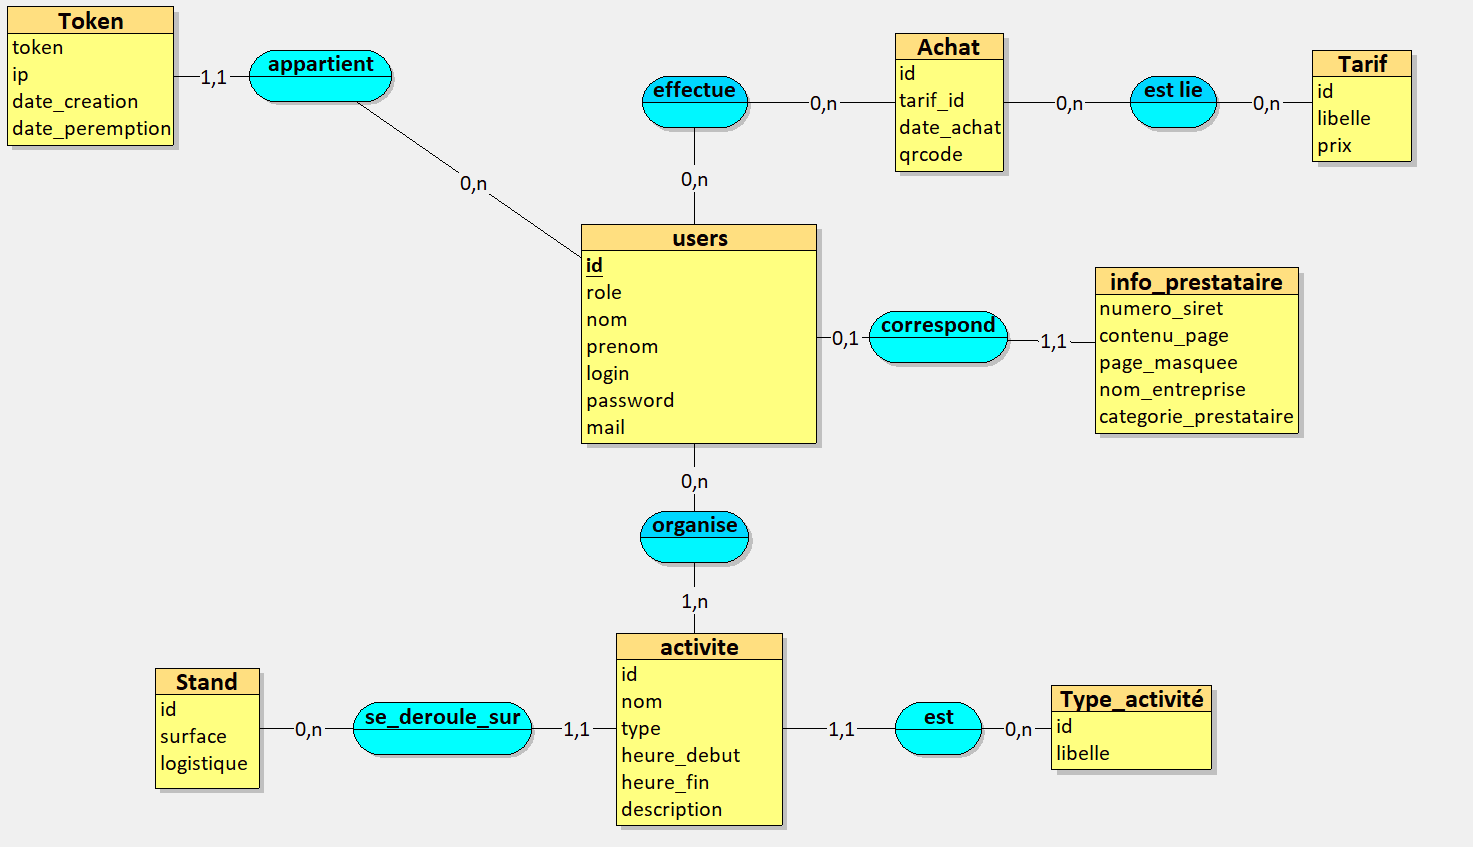 Token
token
ip
date_creation
date_peremption
1,1
appartient
0,n
effectue
0,n
0,n
Achat
id
tarif_id
date_achat
qrcode
0,n
est lie
0,n
Tarif
id
libelle
prix
users
id
role
nom
prenom
login
password
mail
0,1
correspond
1,1
info_prestataire
numero_siret
contenu_page
page_masquee
nom_entreprise
categorie_prestataire
0,n
organise
1,n
Stand
id
surface
logistique
0,n
se_deroule_sur
1,1
activite
id
nom
type
heure_debut
heure_fin
description
1,1
est
0,n
Type_activité
id
libelle